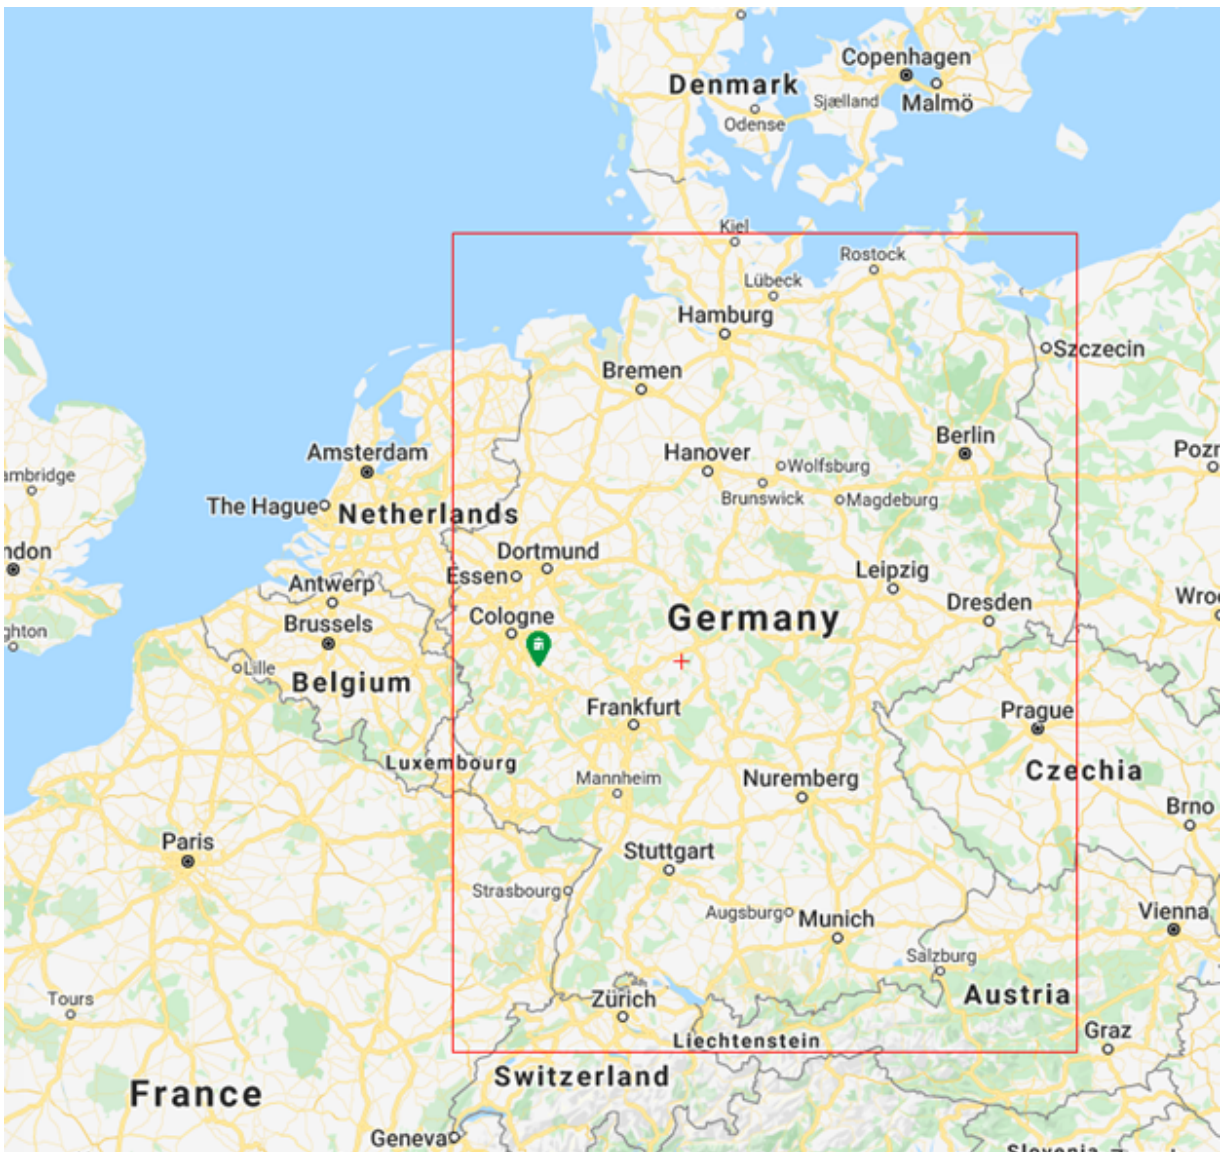 Copenhagen
Denmark
Sjælland
Malmö
Odense
Kiel
Rostock
Lübeck
Hamburg
Szczecin
Bremen
Berlin
Amsterdam
Hanover
Pozr
Wolfsburg
ambridge
Brunswick
Magdeburg
The Hague
Netherlands
Dortmund
ndon
Essen
Leipzig
Antwerp
Wroc
Dresden
Cologne
Germany
Brussels
ghton
Lille
Belgium
Frankfurt
Prague
Luxembourg
Czechia
Mannheim
Nuremberg
Brno
Paris
Stuttgart
Strasbourg
Augsburg
Munich
Vienna
Salzburg
Tours
Zürich
Austria
Graz
Liechtenstein
Switzerland
France
Geneva
Slovenia